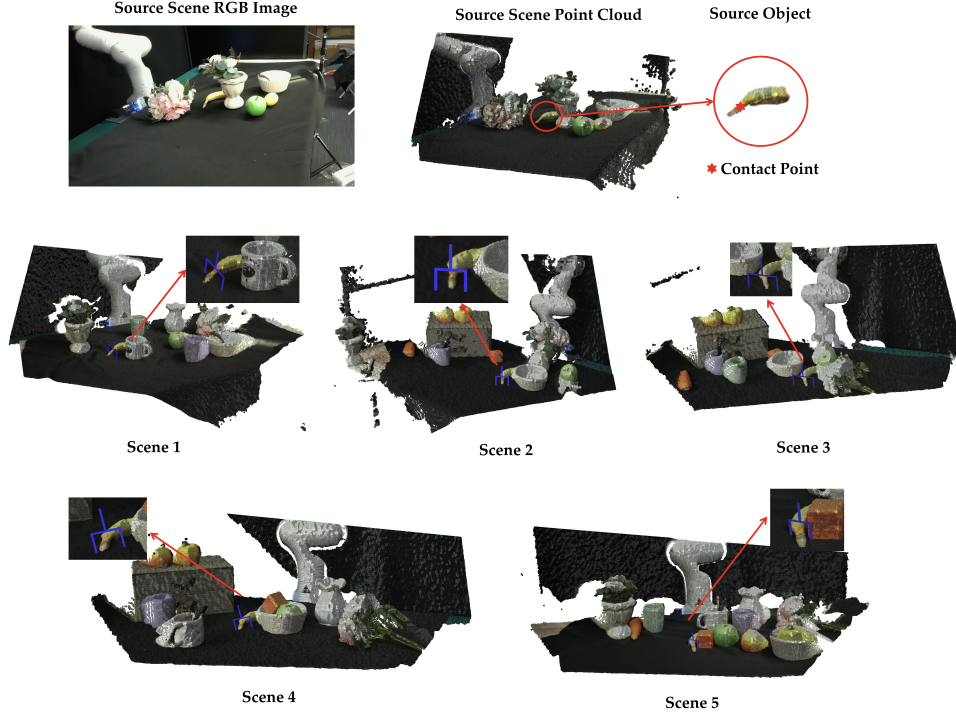 Source Scene RGB Image
Source Scene Point Cloud
Source Object
Contact Point
Scene 1
Scene 2
Scene 3
Scene 4
Scene 5